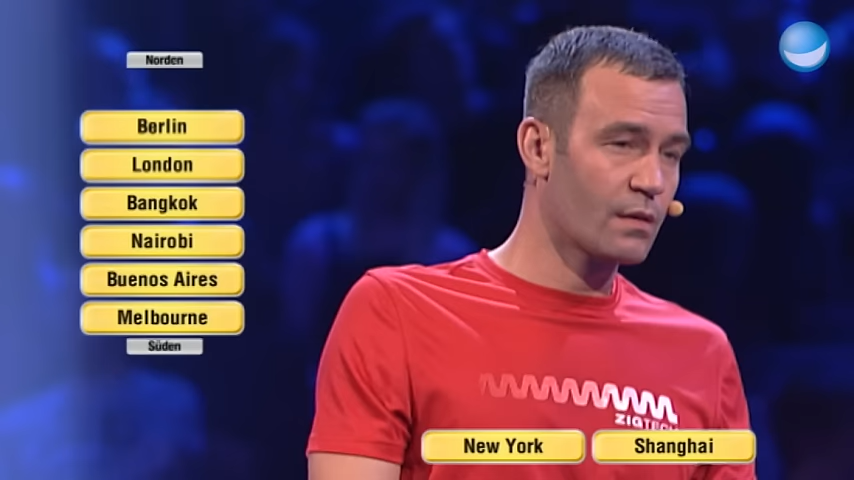 Norden
Berlin
London
Bangkok
Nairobi
Buenos Aires
Melbourne
Süden
ZIGTECH
New York
Shanghai